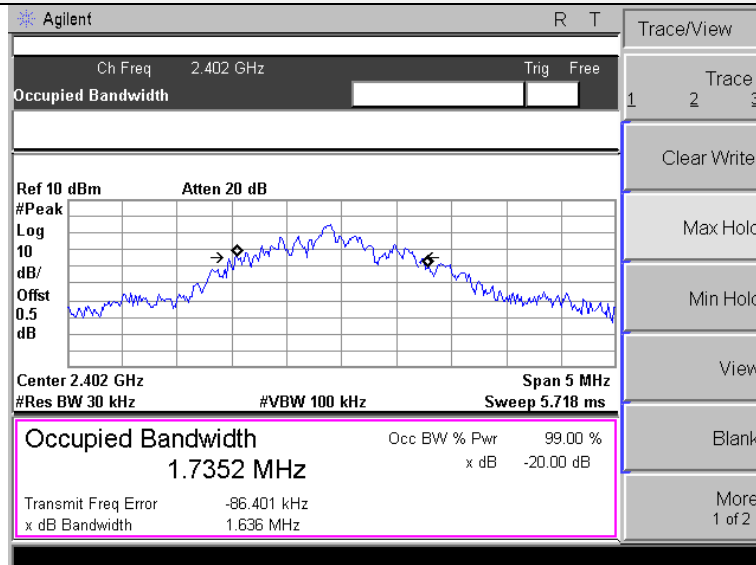 Agilent R T
Ch Freq 2.402 GHz Trig Free
Occupied Bandwidth
Ref 10 dBm Atten 20 dB
#Peak
Log
10
dB/
Offst
0.5
dB
Center 2.402 GHz Span 5 MHz
#Res BW 30 kHz #VBW 100 kHz Sweep 5.718 ms
Occupied Bandwidth Occ BW % Pwr 99.00 %
1.7352 MHz x dB -20.00 dB
Transmit Freq Error -86.401 kHz
x dB Bandwidth 1.636 MHz
Trace/View
Trace
1 2 3
Clear Write
Max Hold
Min Hold
View
Blank
More
1 of 2